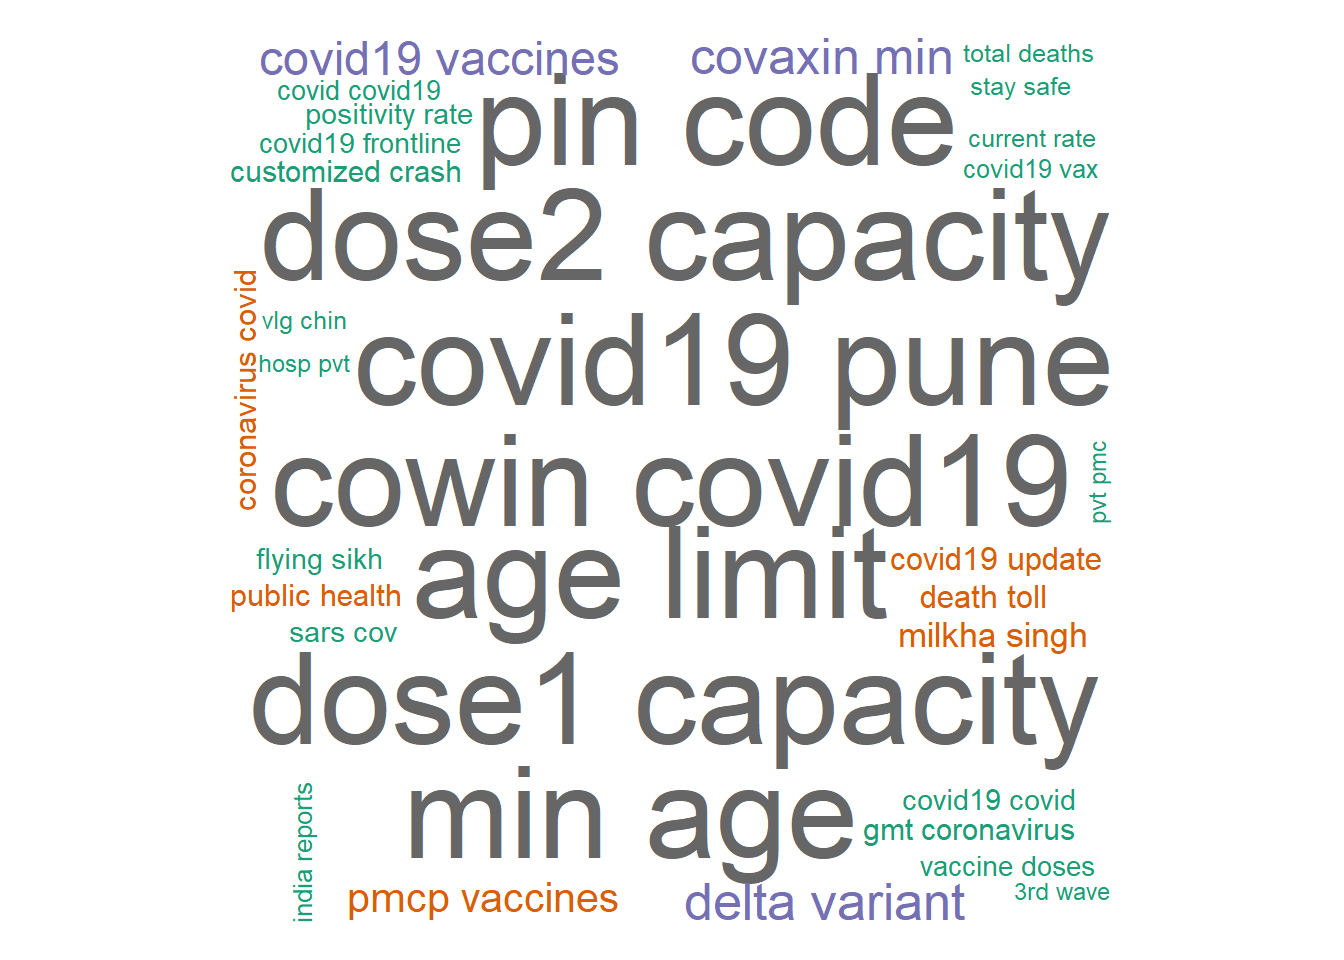 covid19 vaccines
covaxin min
total deaths
covid covid19
stay safe
positivity rate
pin code
covid19 frontline
current rate
customized crash
covid19 vax
dose2 capacity
coronavirus covid
vlg chin
hosp pvt
covid19 pune
cowin covid19
pvt pmc
flying sikh
age limit
covid19 update
public health
death toll
sars cov
milkha singh
dose1 capacity
min age
india reports
covid19 covid
gmt coronavirus
vaccine doses
pmcp vaccines
delta variant
3rd wave